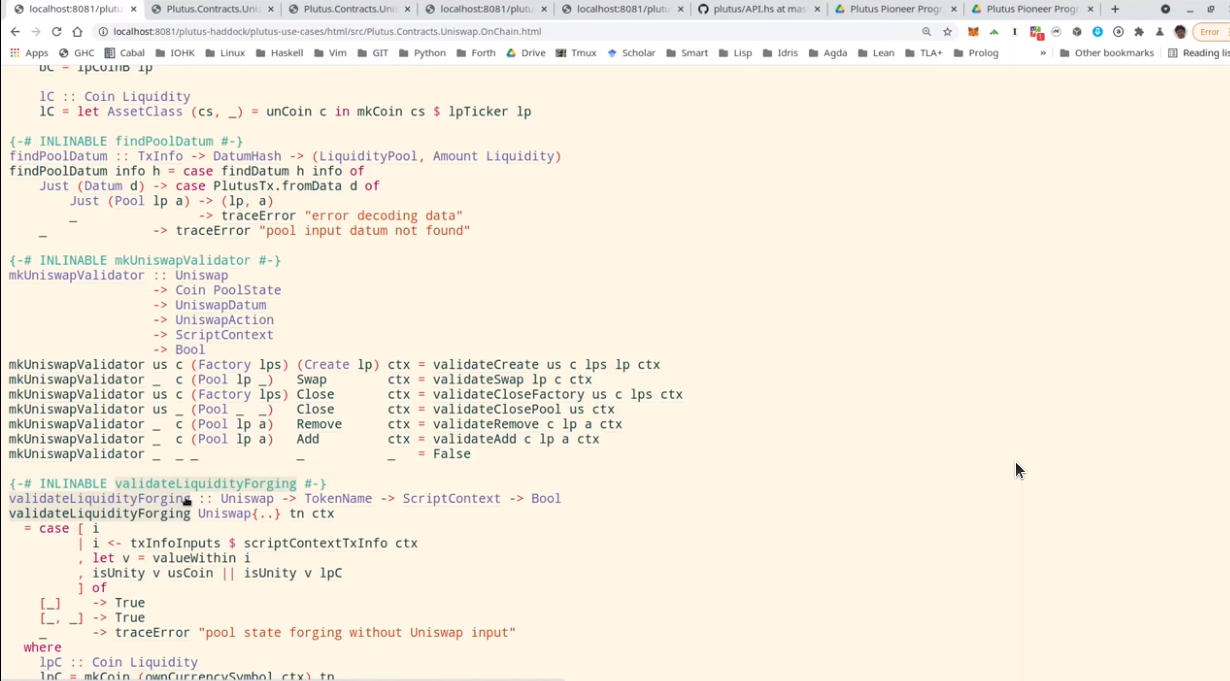 localhost:8081/plut
Plutus.Contracts.Unis
Plutus.Contracts.Uni
localhost:8081/plutu
localhost:8081/plutu
plutus/API.hs at mas
Plutus Pioneer Progr
Plutus Pioneer Progr
localhost:8081/plutus-haddock/plutus-use-cases/html/src/Plutus.Contracts.Uniswap.OnChain.html
Error
Apps GHC Cabal IOHK Linux Haskell Vim GIT Python Forth Drive Tmux Scholar Smart Lisp Idris Agda Lean TLA+ Prolog » Other bookmarks Reading lis
bC = lpCoinB lp
lC :: Coin Liquidity
lC = let AssetClass (cs, _) = unCoin c in mkCoin cs $ lpTicker lp
{-# INLINABLE findPoolDatum #-}
findPoolDatum :: TxInfo -> DatumHash -> (LiquidityPool, Amount Liquidity)
findPoolDatum info h = case findDatum h info of
Just (Datum d) -> case PlutusTx.fromData d of
Just (Pool lp a) -> (lp, a)
_ -> traceError "error decoding data"
_ -> traceError "pool input datum not found"
{-# INLINABLE mkUniswapValidator #-}
mkUniswapValidator :: Uniswap
-> Coin PoolState
-> UniswapDatum
-> UniswapAction
-> ScriptContext
-> Bool
mkUniswapValidator us c (Factory lps) (Create lp) ctx = validateCreate us c lps lp ctx
mkUniswapValidator _ c (Pool lp _) Swap ctx = validateSwap lp c ctx
mkUniswapValidator us c (Factory lps) Close ctx = validateCloseFactory us c lps ctx
mkUniswapValidator us _ (Pool _ _) Close ctx = validateClosePool us ctx
mkUniswapValidator _ c (Pool lp a) Remove ctx = validateRemove c lp a ctx
mkUniswapValidator _ c (Pool lp a) Add ctx = validateAdd c lp a ctx
mkUniswapValidator _ _ _ _ _ = False
{-# INLINABLE validateLiquidityForging #-}
validateLiquidityForging :: Uniswap -> TokenName -> ScriptContext -> Bool
validateLiquidityForging Uniswap{..} tn ctx
= case [ i
| i <- txInfoInputs $ scriptContextTxInfo ctx
, let v = valueWithin i
, isUnity v usCoin || isUnity v lpC
] of
[_] -> True
[_, _] -> True
_ -> traceError "pool state forging without Uniswap input"
where
lpC :: Coin Liquidity
lpC = mkCoin (ownCurrencySymbol ctx) tn